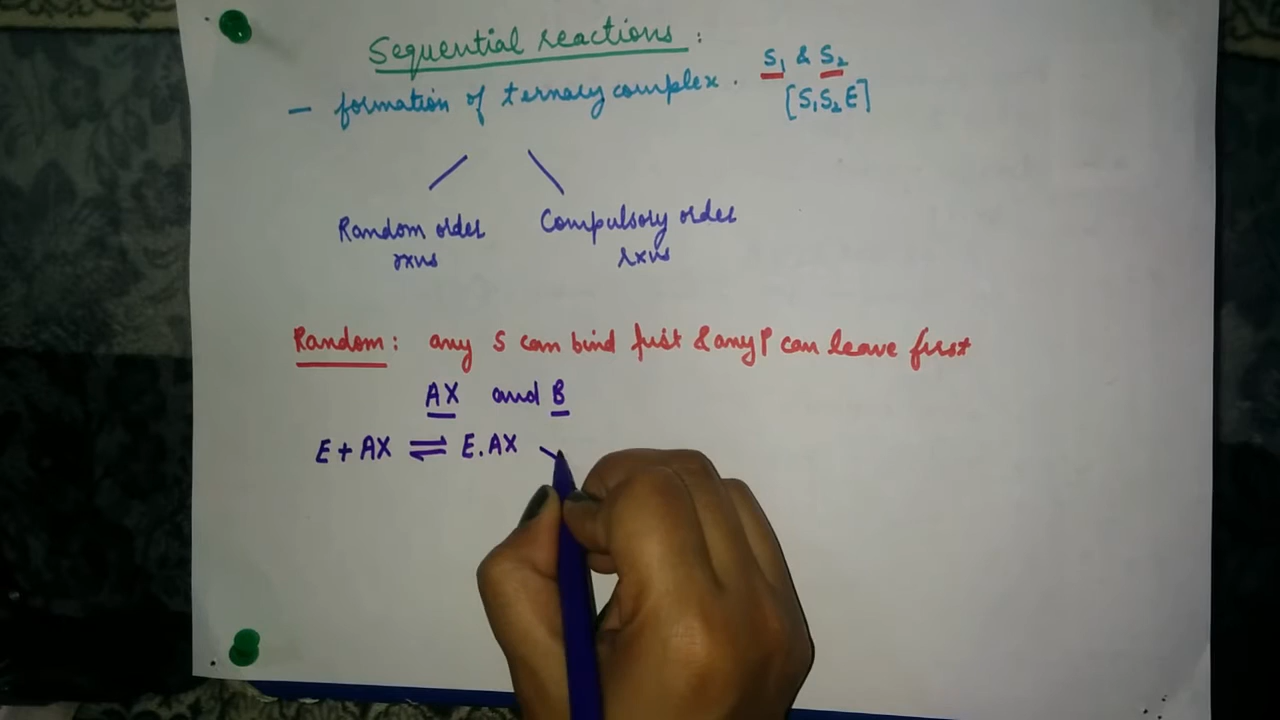 Sequential reactions :
– formation of ternary complex. S₁ & S₂
[S₁S₂E]
Random order rxns
Compulsory order rxns
Random: any S can bind first & any P can leave first
AX and B
E + AX ⇌ E.AX